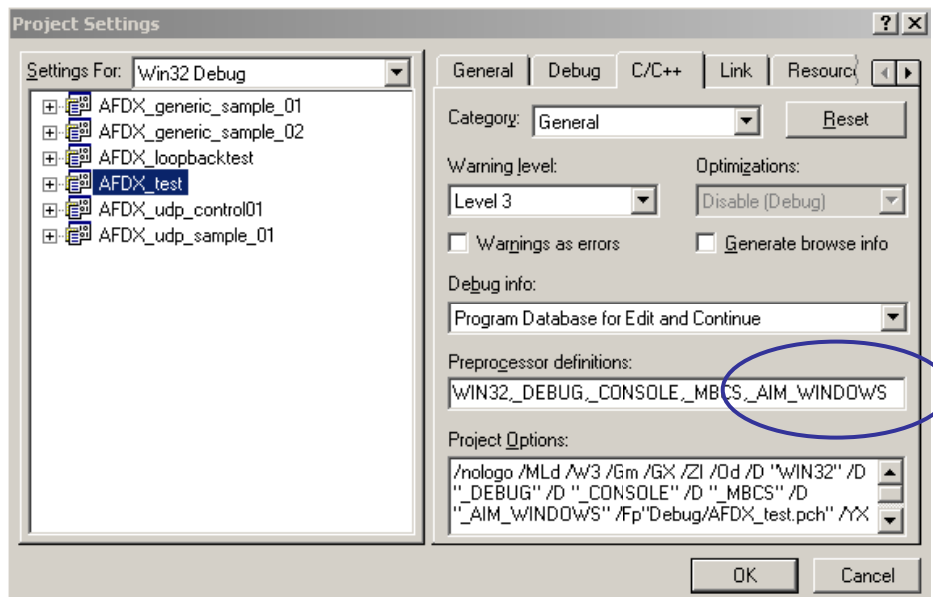 Project Settings
Settings For: Win32 Debug
AFDX_generic_sample_01
AFDX_generic_sample_02
AFDX_loopbacktest
AFDX_test
AFDX_udp_control01
AFDX_udp_sample_01
General Debug C/C++ Link
Category: General Reset
Warning level: Optimizations:
Level 3 Disable (Debug)
Warnings as errors Generate browse info
Debug info:
Program Database for Edit and Continue
Preprocessor definitions:
WIN32,_DEBUG,_CONSOLE,_MBCS,_AIM_WINDOWS
Project Options:
/nologo /MLd /W3 /Gm /GX /ZI /Od /D "WIN32" /D
"_DEBUG" /D "_CONSOLE" /D "_MBCS" /D
"_AIM_WINDOWS" /Fp"Debug/AFDX_test.pch" /YX
OK Cancel